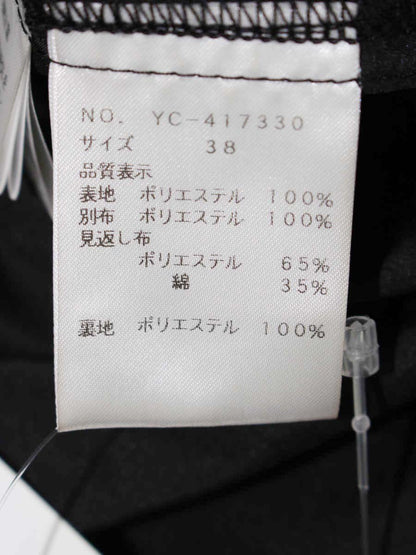 NO. YC-417330
サイズ 38
品質表示
表地 ポリエステル 100%
別布 ポリエステル 100%
見返し布
ポリエステル 65%
綿 35%
裏地 ポリエステル 100%